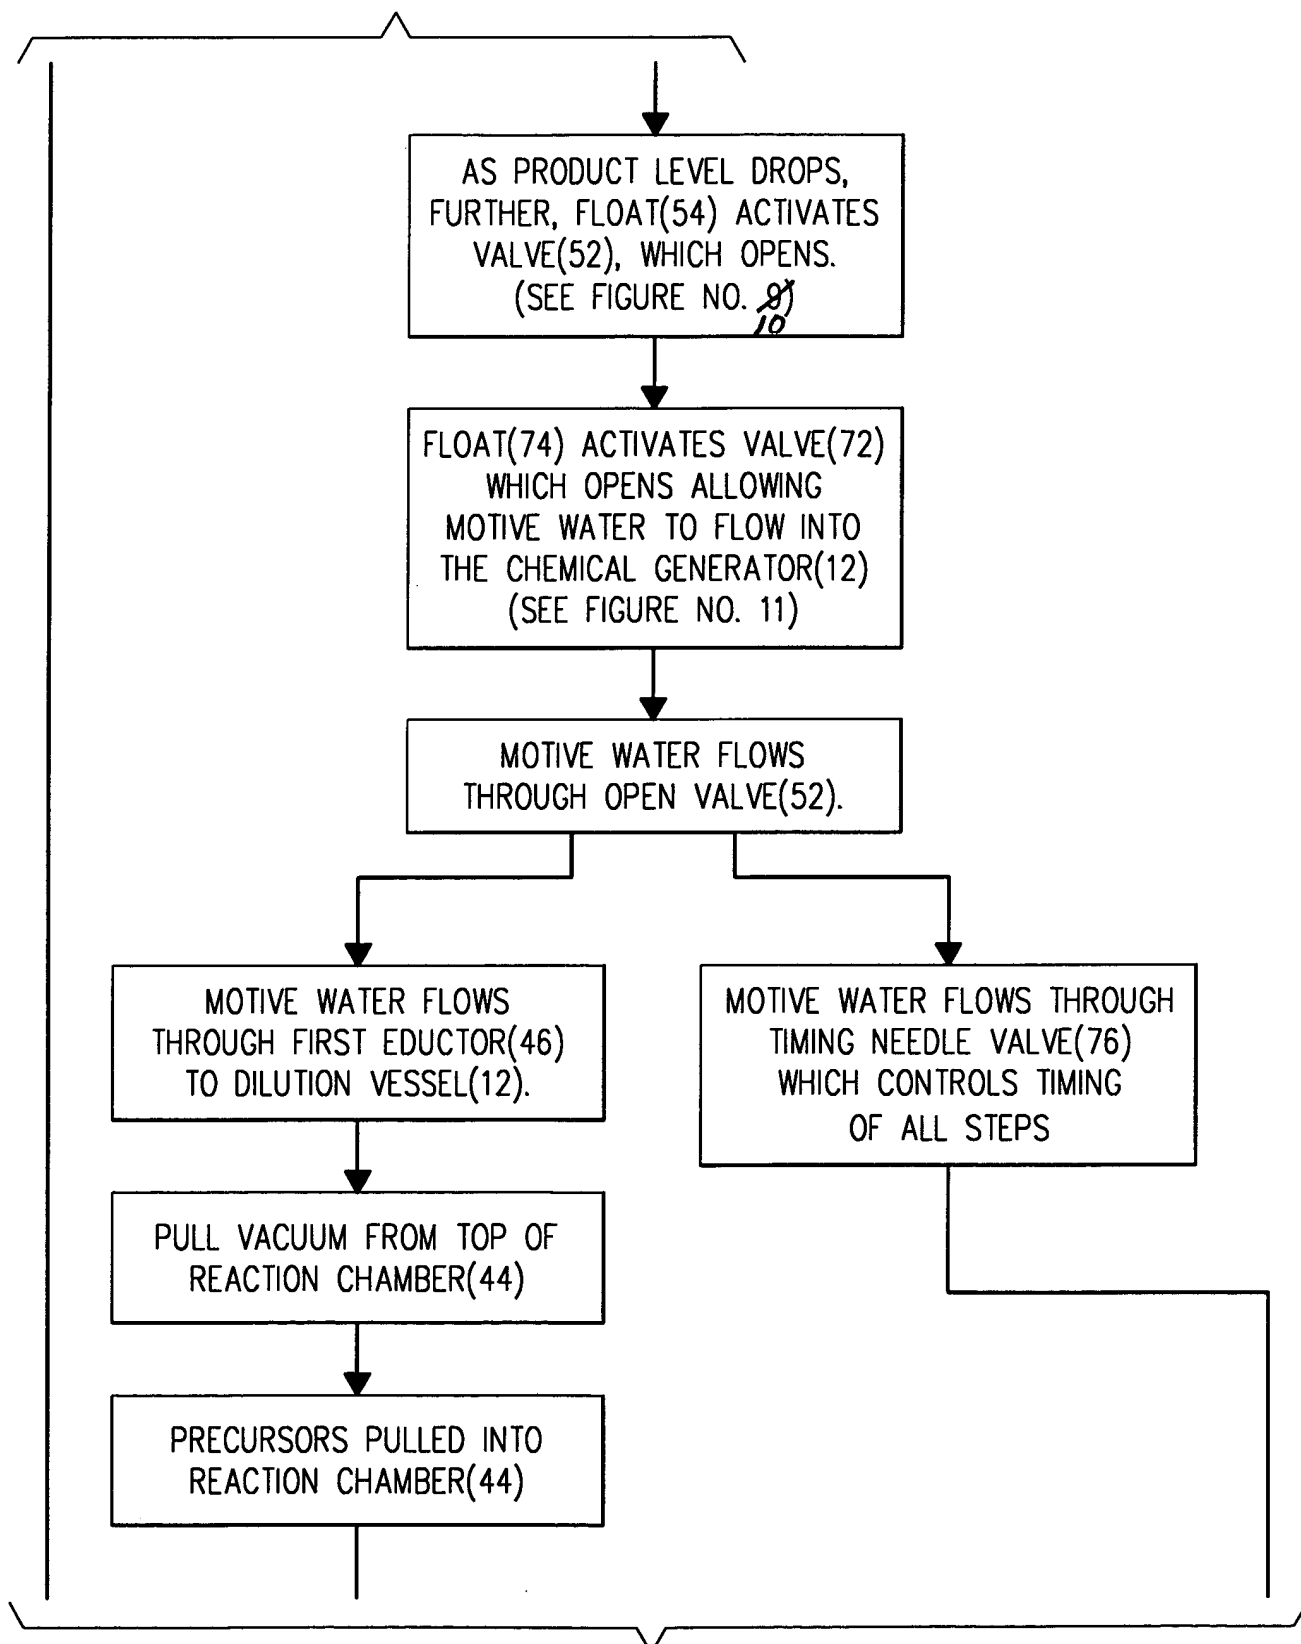 AS PRODUCT LEVEL DROPS,
FURTHER, FLOAT(54) ACTIVATES
VALVE(52), WHICH OPENS.
(SEE FIGURE NO. 9)
10
FLOAT(74) ACTIVATES VALVE(72)
WHICH OPENS ALLOWING
MOTIVE WATER TO FLOW INTO
THE CHEMICAL GENERATOR(12)
(SEE FIGURE NO. 11)
MOTIVE WATER FLOWS
THROUGH OPEN VALVE(52).
MOTIVE WATER FLOWS
THROUGH FIRST EDUCTOR(46)
TO DILUTION VESSEL(12).
MOTIVE WATER FLOWS THROUGH
TIMING NEEDLE VALVE(76)
WHICH CONTROLS TIMING
OF ALL STEPS
PULL VACUUM FROM TOP OF
REACTION CHAMBER(44)
PRECURSORS PULLED INTO
REACTION CHAMBER(44)